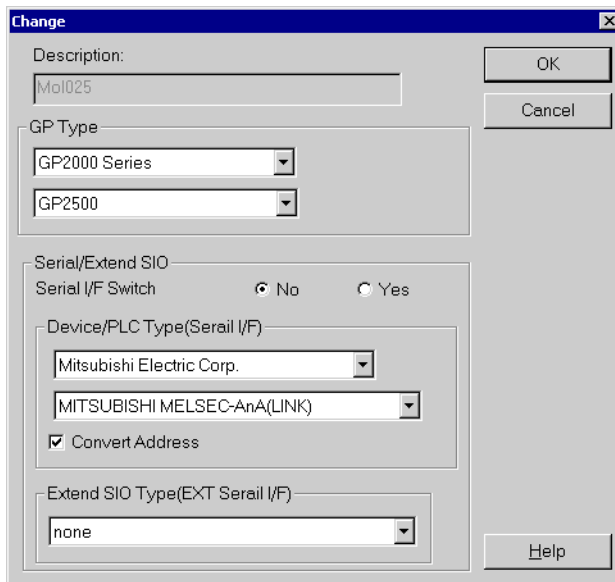 Change
Description:
Mol025
OK
Cancel
GP Type
GP2000 Series
GP2500
Serial/Extend SIO
Serial I/F Switch No Yes
Device/PLC Type(Serail I/F)
Mitsubishi Electric Corp.
MITSUBISHI MELSEC-AnA(LINK)
Convert Address
Extend SIO Type(EXT Serail I/F)
none
Help